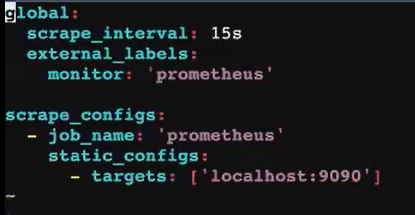 global:
  scrape_interval: 15s
  external_labels:
    monitor: 'prometheus'

scrape_configs:
  - job_name: 'prometheus'
    static_configs:
      - targets: ['localhost:9090']
~